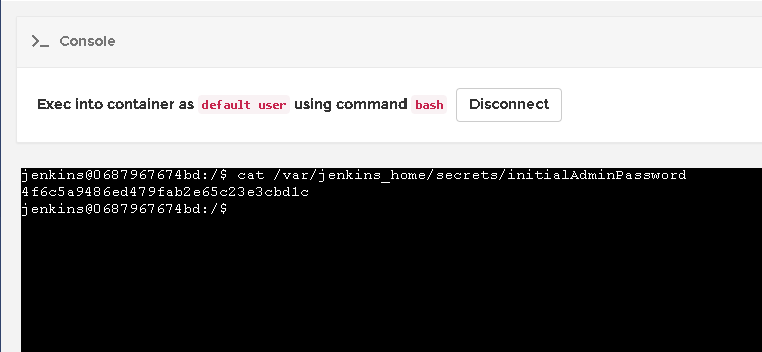 >_ Console
Exec into container as default user using command bash Disconnect
jenkins@0687967674bd:/$ cat /var/jenkins_home/secrets/initialAdminPassword
4f6c5a9486ed479fab2e65c23e3cbd1c
jenkins@0687967674bd:/$